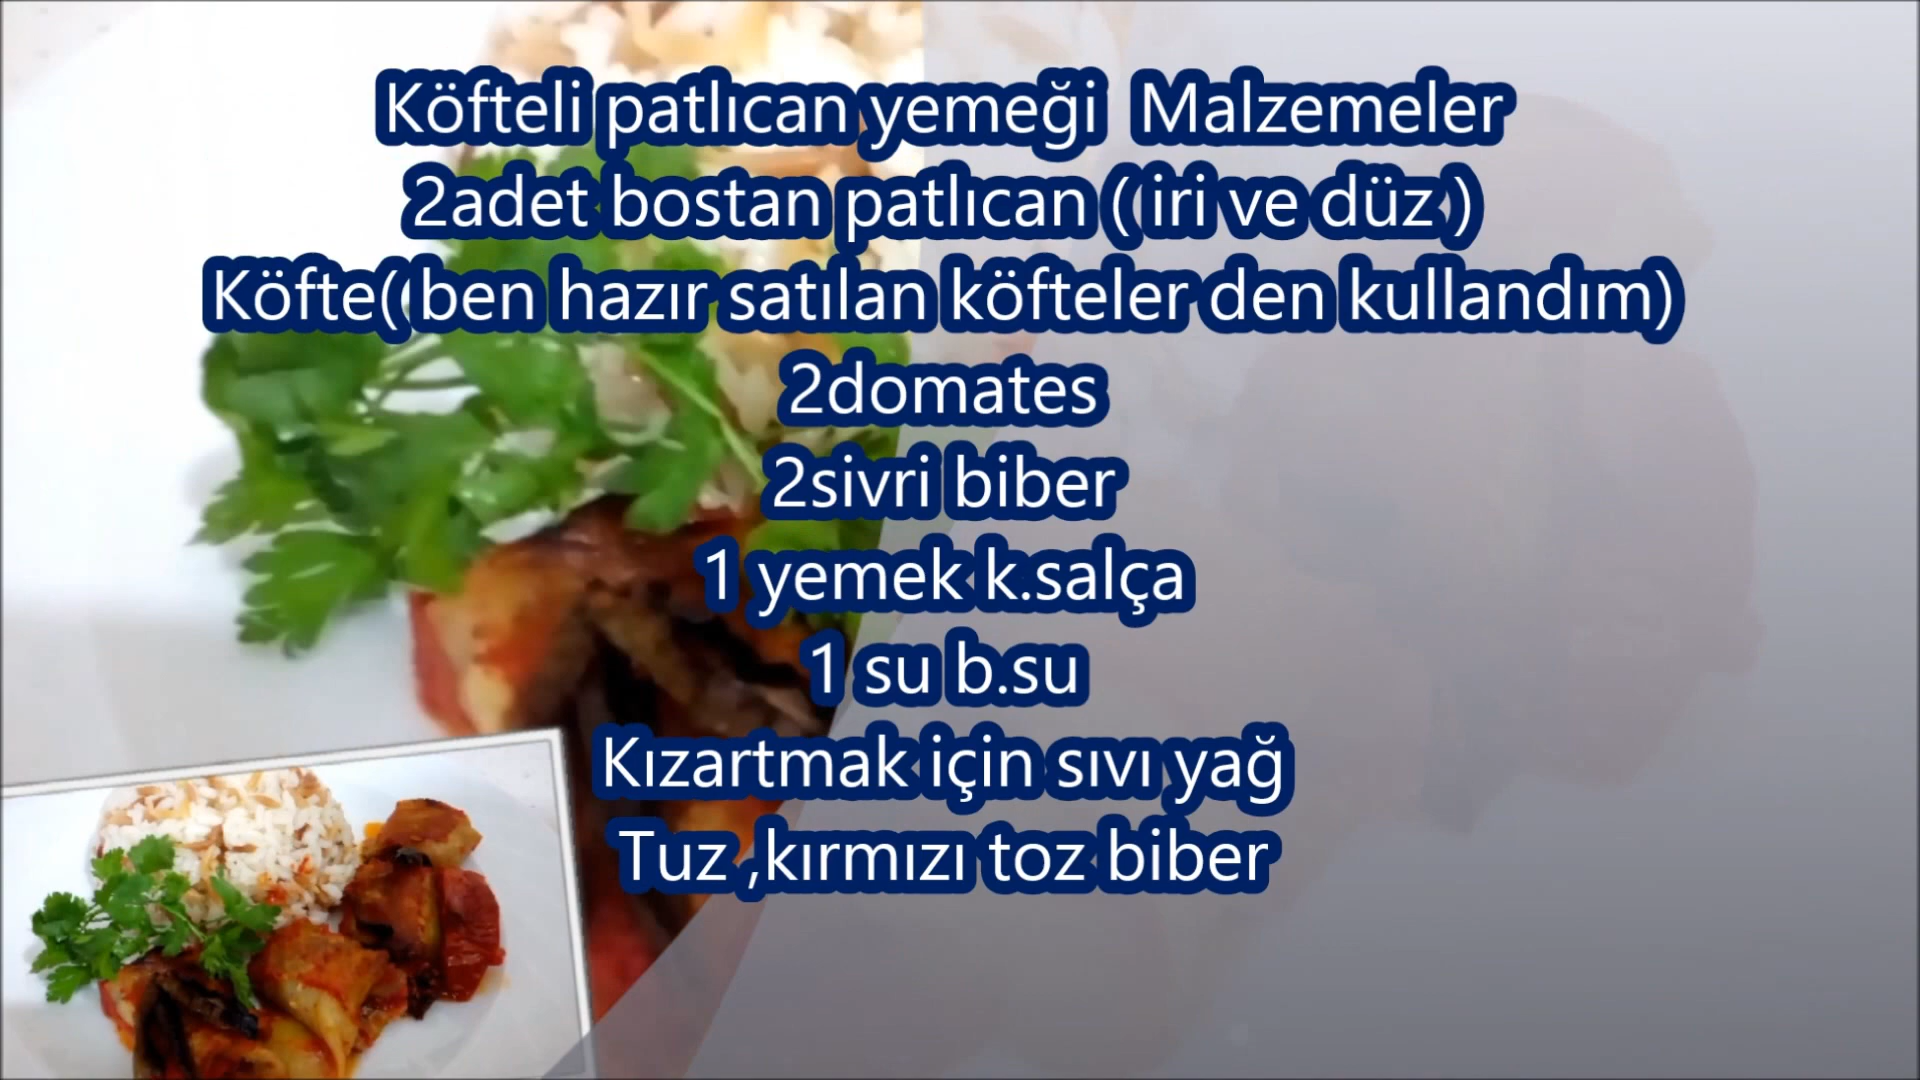 Köfteli patlıcan yemeği  Malzemeler
2adet bostan patlıcan ( iri ve düz )
Köfte( ben hazır satılan köfteler den kullandım)
2domates
2sivri biber
1 yemek k.salça
1 su b.su
Kızartmak için sıvı yağ
Tuz ,kırmızı toz biber